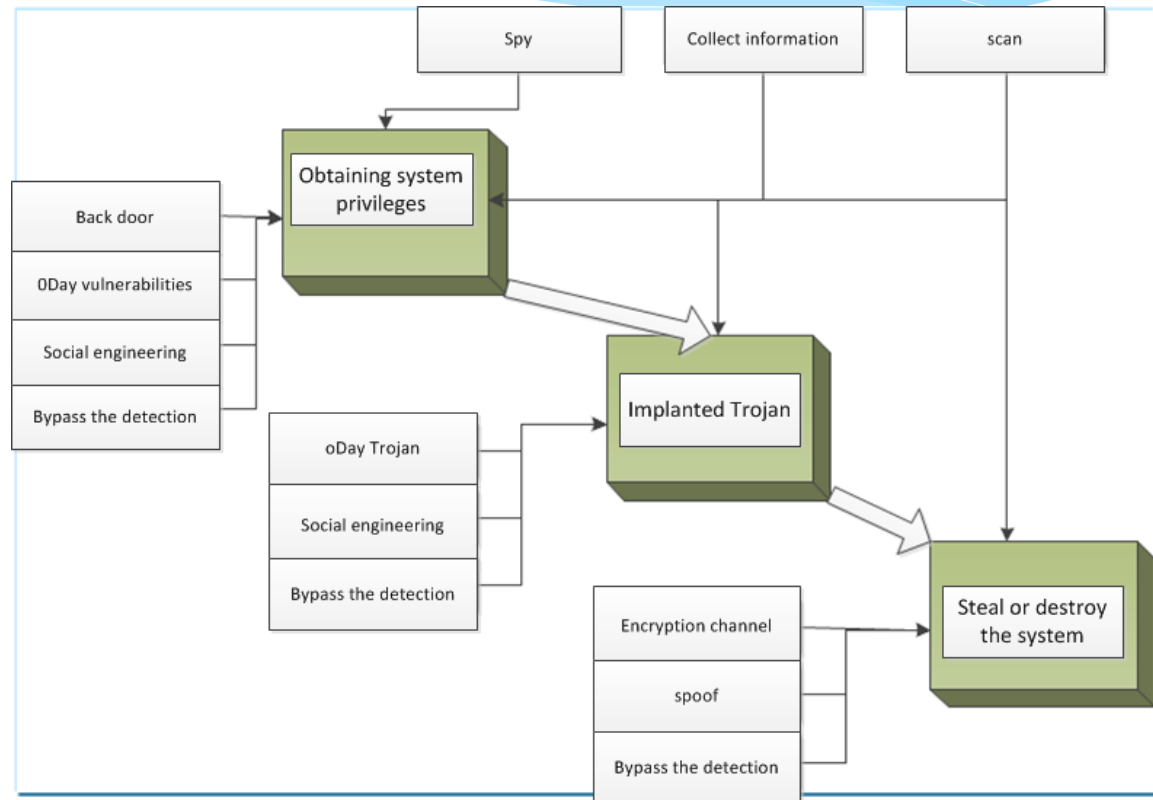 Spy
Collect information
scan
Obtaining system
privileges
Back door
0Day vulnerabilities
Social engineering
Bypass the detection
Implanted Trojan
oDay Trojan
Social engineering
Bypass the detection
Steal or destroy
the system
Encryption channel
spoof
Bypass the detection